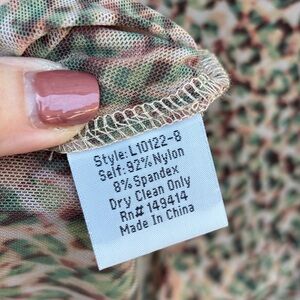 Style: L10122-8
Self: 92% Nylon
8% Spandex
Dry Clean Only
Rn# 149414
Made In China